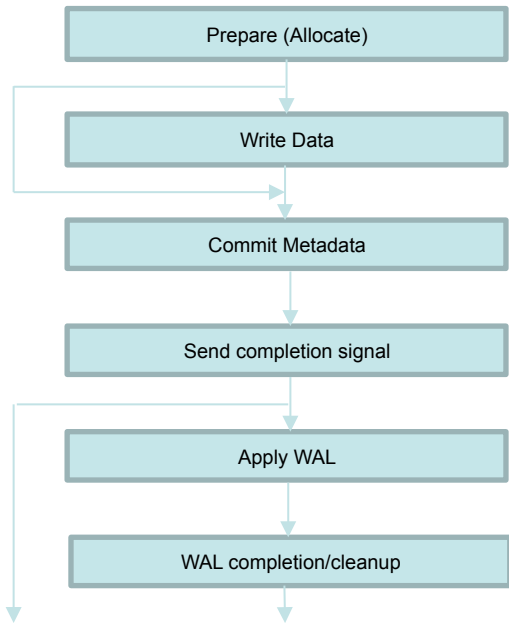 Prepare (Allocate)
Write Data
Commit Metadata
Send completion signal
Apply WAL
WAL completion/cleanup